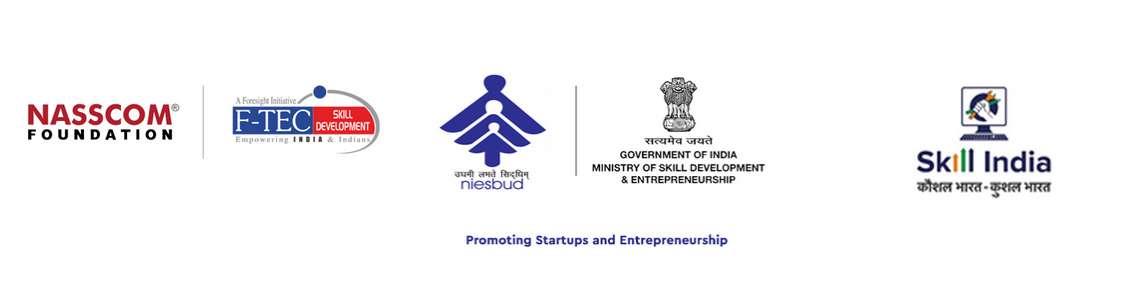 NASSCOM®
FOUNDATION
A Foresight Initiative
F-TEC SKILL DEVELOPMENT
Empowering INDIA & Indians
उद्यमी लभते सिद्धिम्
niesbud
सत्यमेव जयते
GOVERNMENT OF INDIA
MINISTRY OF SKILL DEVELOPMENT
& ENTREPRENEURSHIP
Skill India
कौशल भारत - कुशल भारत
Promoting Startups and Entrepreneurship